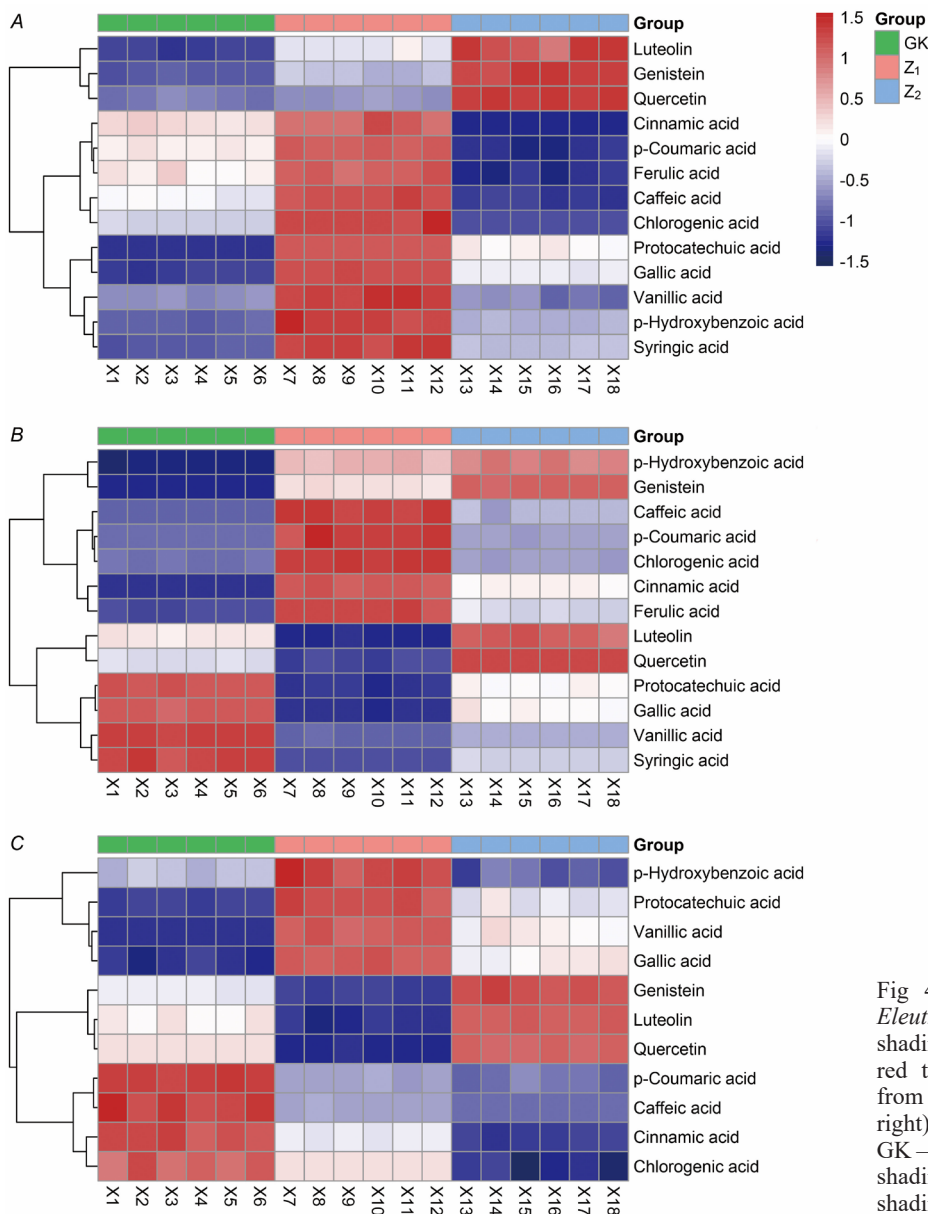 A
Group
Luteolin
Genistein
Quercetin
Cinnamic acid
p-Coumaric acid
Ferulic acid
Caffeic acid
Chlorogenic acid
Protocatechuic acid
Gallic acid
Vanillic acid
p-Hydroxybenzoic acid
Syringic acid
X1 X2 X3 X4 X5 X6 X7 X8 X9 X10 X11 X12 X13 X14 X15 X16 X17 X18
1.5
1
0.5
0
-0.5
-1
-1.5
Group
GK
Z1
Z2
B
Group
p-Hydroxybenzoic acid
Genistein
Caffeic acid
p-Coumaric acid
Chlorogenic acid
Cinnamic acid
Ferulic acid
Luteolin
Quercetin
Protocatechuic acid
Gallic acid
Vanillic acid
Syringic acid
X1 X2 X3 X4 X5 X6 X7 X8 X9 X10 X11 X12 X13 X14 X15 X16 X17 X18
C
Group
p-Hydroxybenzoic acid
Protocatechuic acid
Vanillic acid
Gallic acid
Genistein
Luteolin
Quercetin
p-Coumaric acid
Caffeic acid
Cinnamic acid
Chlorogenic acid
X1 X2 X3 X4 X5 X6 X7 X8 X9 X10 X11 X12 X13 X14 X15 X16 X17 X18
Fig 4
Eleut
shadin
red t
from
right)
GK –
shadin
shadin